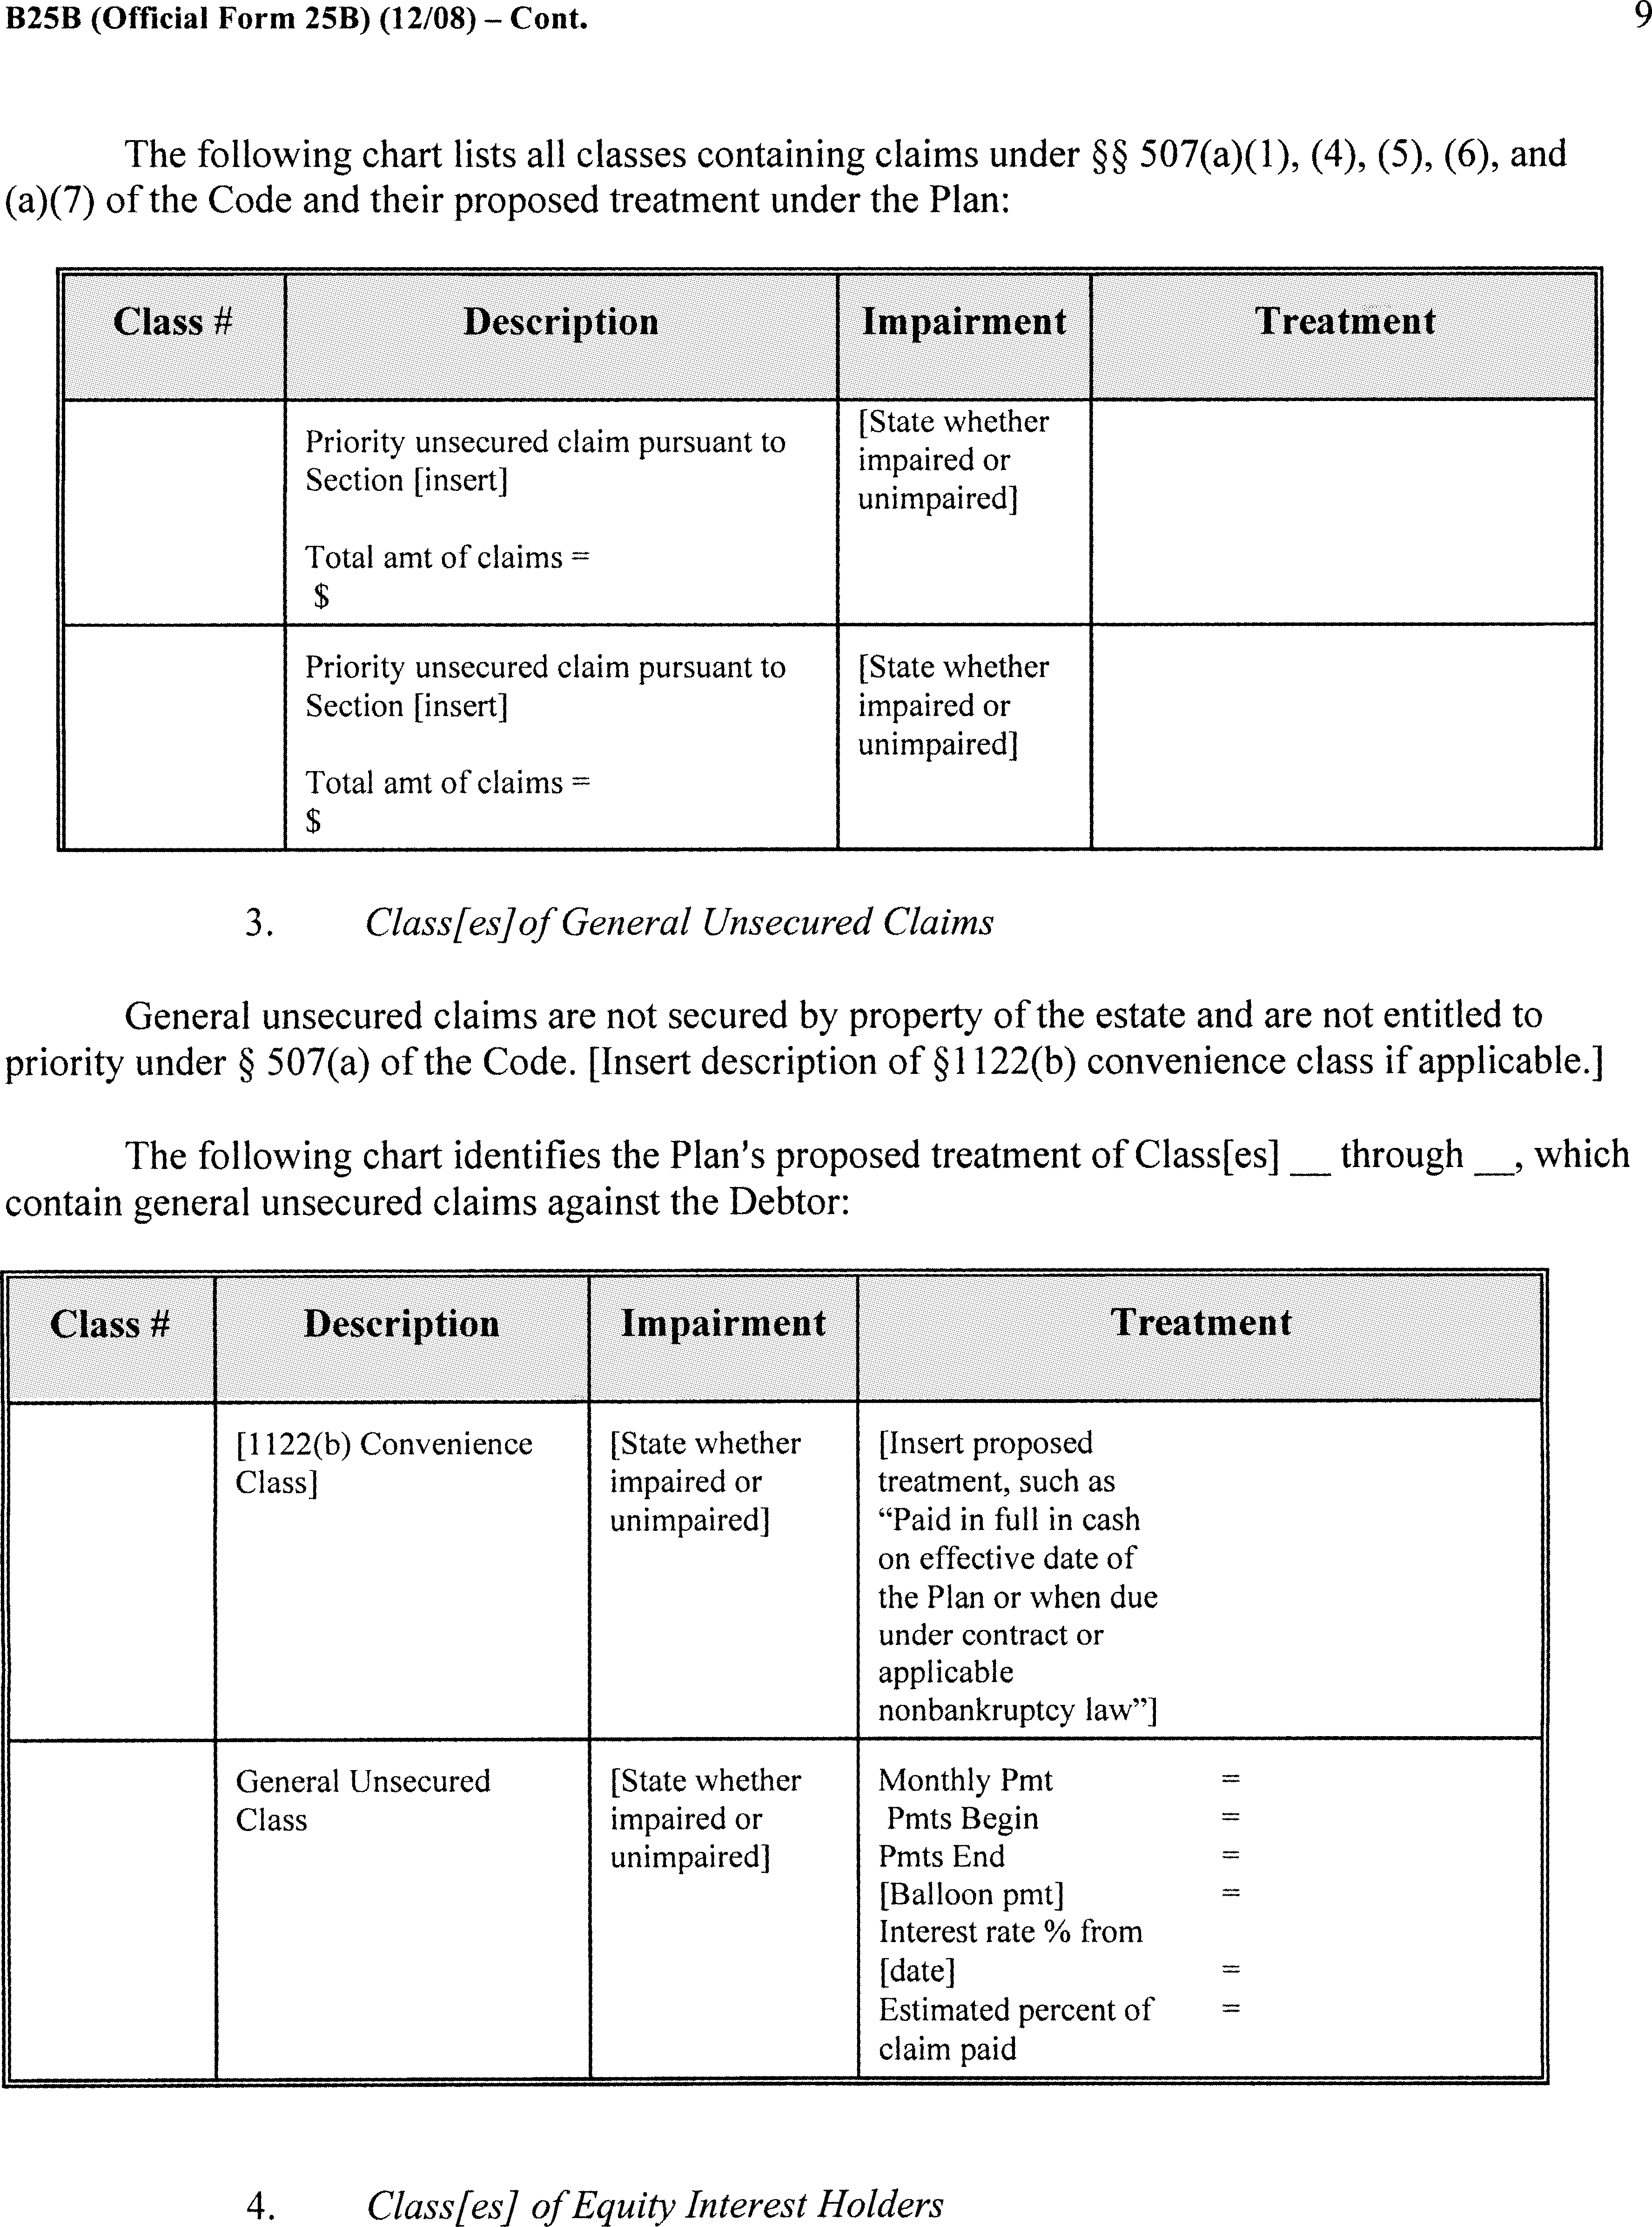 B25B (Official Form 25B) (12/08) – Cont.
9
The following chart lists all classes containing claims under §§ 507(a)(1), (4), (5), (6), and
(a)(7) of the Code and their proposed treatment under the Plan:
Class # Description Impairment Treatment
Priority unsecured claim pursuant to
Section [insert]
Total amt of claims =
$
[State whether
impaired or
unimpaired]
Priority unsecured claim pursuant to
Section [insert]
Total amt of claims =
$
[State whether
impaired or
unimpaired]
3. Class[es]of General Unsecured Claims
General unsecured claims are not secured by property of the estate and are not entitled to
priority under § 507(a) of the Code. [Insert description of §1122(b) convenience class if applicable.]
The following chart identifies the Plan's proposed treatment of Class[es] __ through __, which
contain general unsecured claims against the Debtor:
Class # Description Impairment Treatment
[1122(b) Convenience
Class]
[State whether
impaired or
unimpaired]
[Insert proposed
treatment, such as
“Paid in full in cash
on effective date of
the Plan or when due
under contract or
applicable
nonbankruptcy law”]
General Unsecured
Class
[State whether
impaired or
unimpaired]
Monthly Pmt =
Pmts Begin =
Pmts End =
[Balloon pmt] =
Interest rate % from
[date] =
Estimated percent of =
claim paid
4. Class[es] of Equity Interest Holders